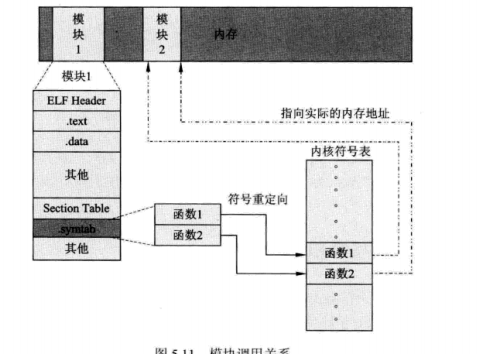 模块1
模块2
内存
模块1
ELF Header
.text
.data
其他
Section Table
.symtab
其他
函数1
函数2
符号重定向
指向实际的内存地址
内核符号表
函数1
函数2
图 5.11 模块调用关系